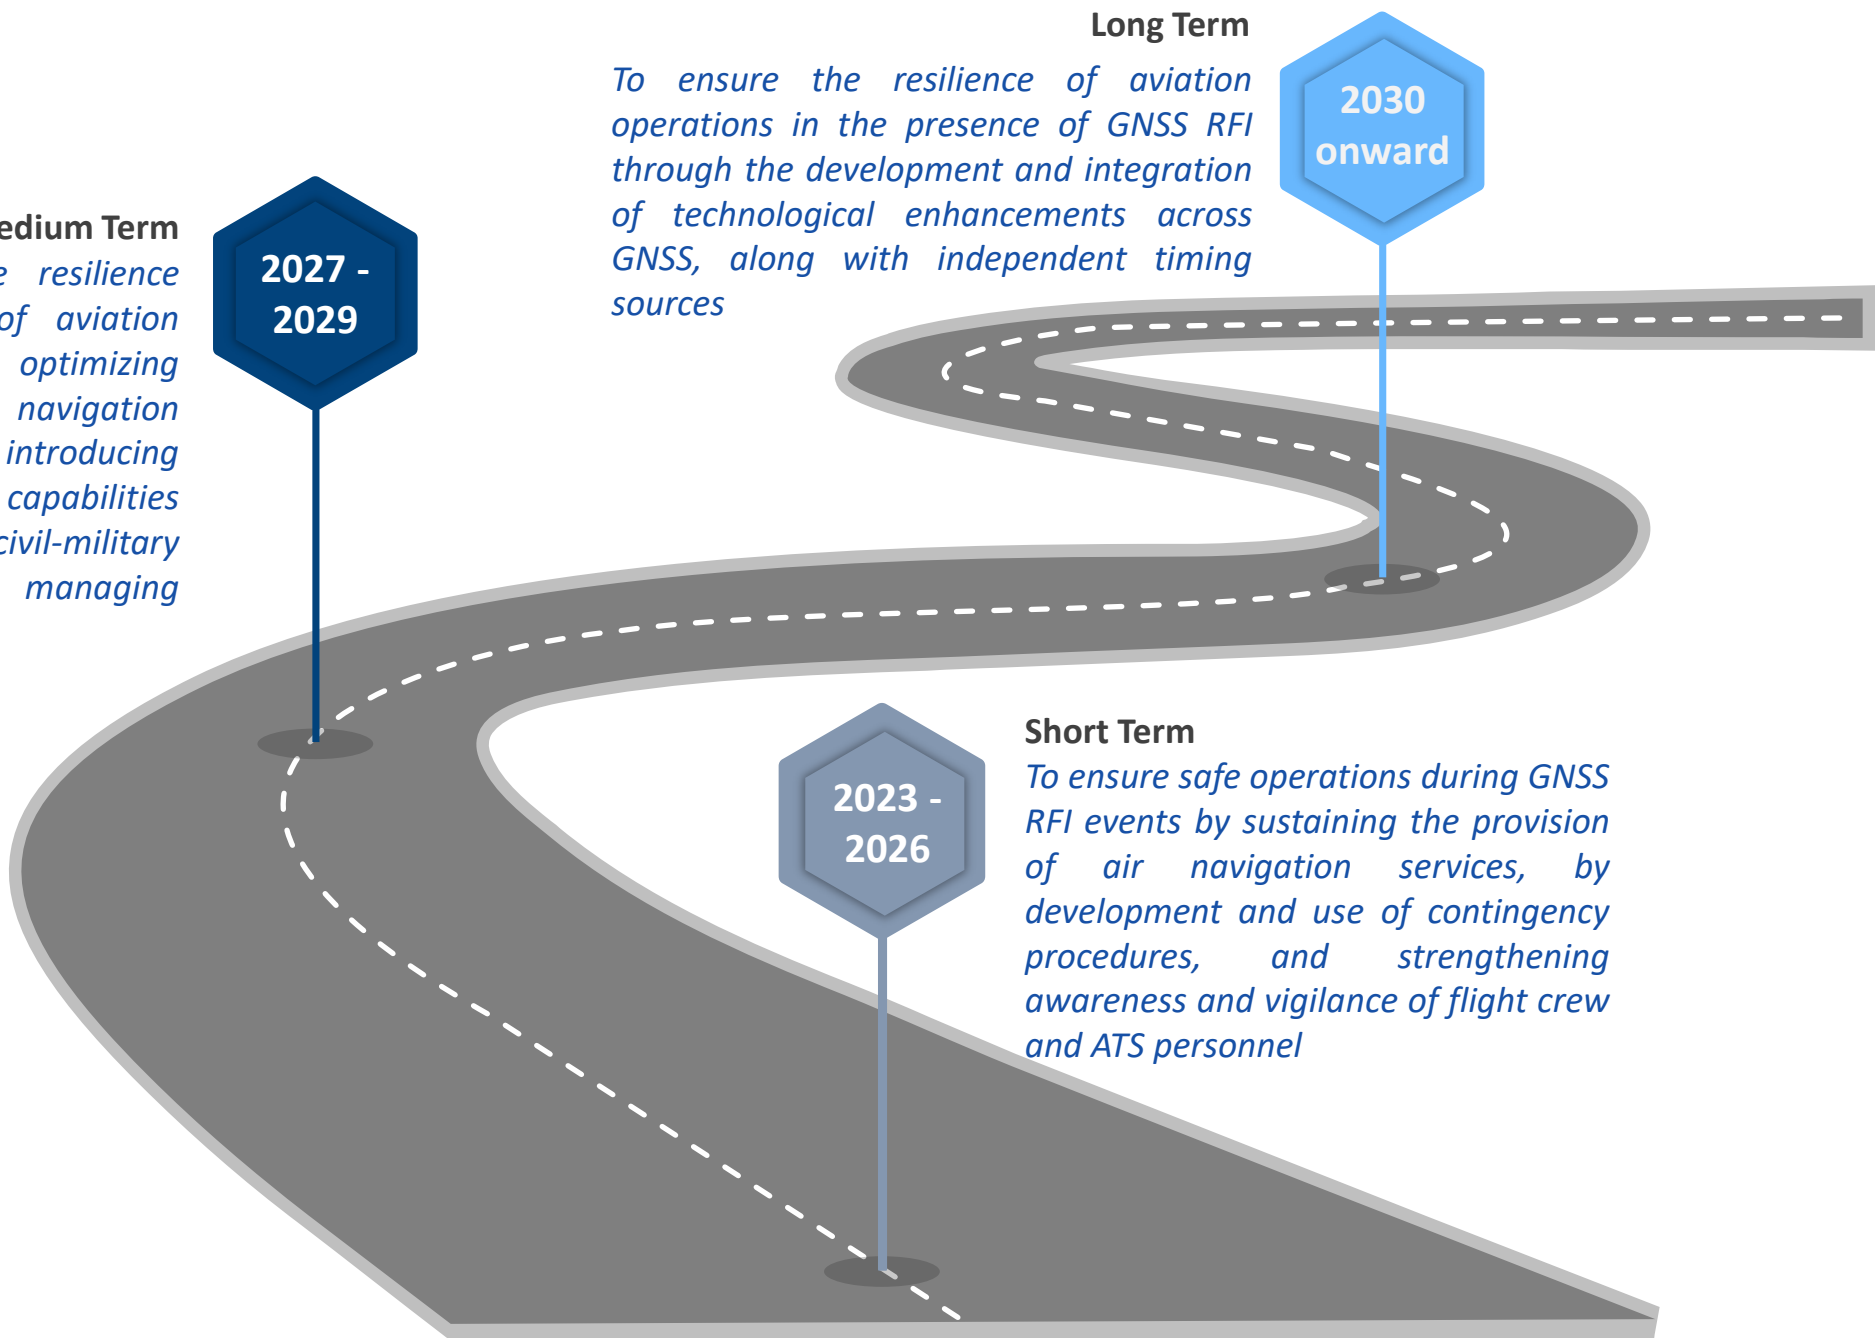 Long Term
2030
onward
To ensure the resilience of aviation
operations in the presence of GNSS RFI
through the development and integration
of technological enhancements across
GNSS, along with independent timing
sources
edium Term
2027 -
2029
resilience
of aviation
optimizing
navigation
introducing
capabilities
civil-military
managing
2023 -
2026
Short Term
To ensure safe operations during GNSS
RFI events by sustaining the provision
of air navigation services, by
development and use of contingency
procedures, and strengthening
awareness and vigilance of flight crew
and ATS personnel